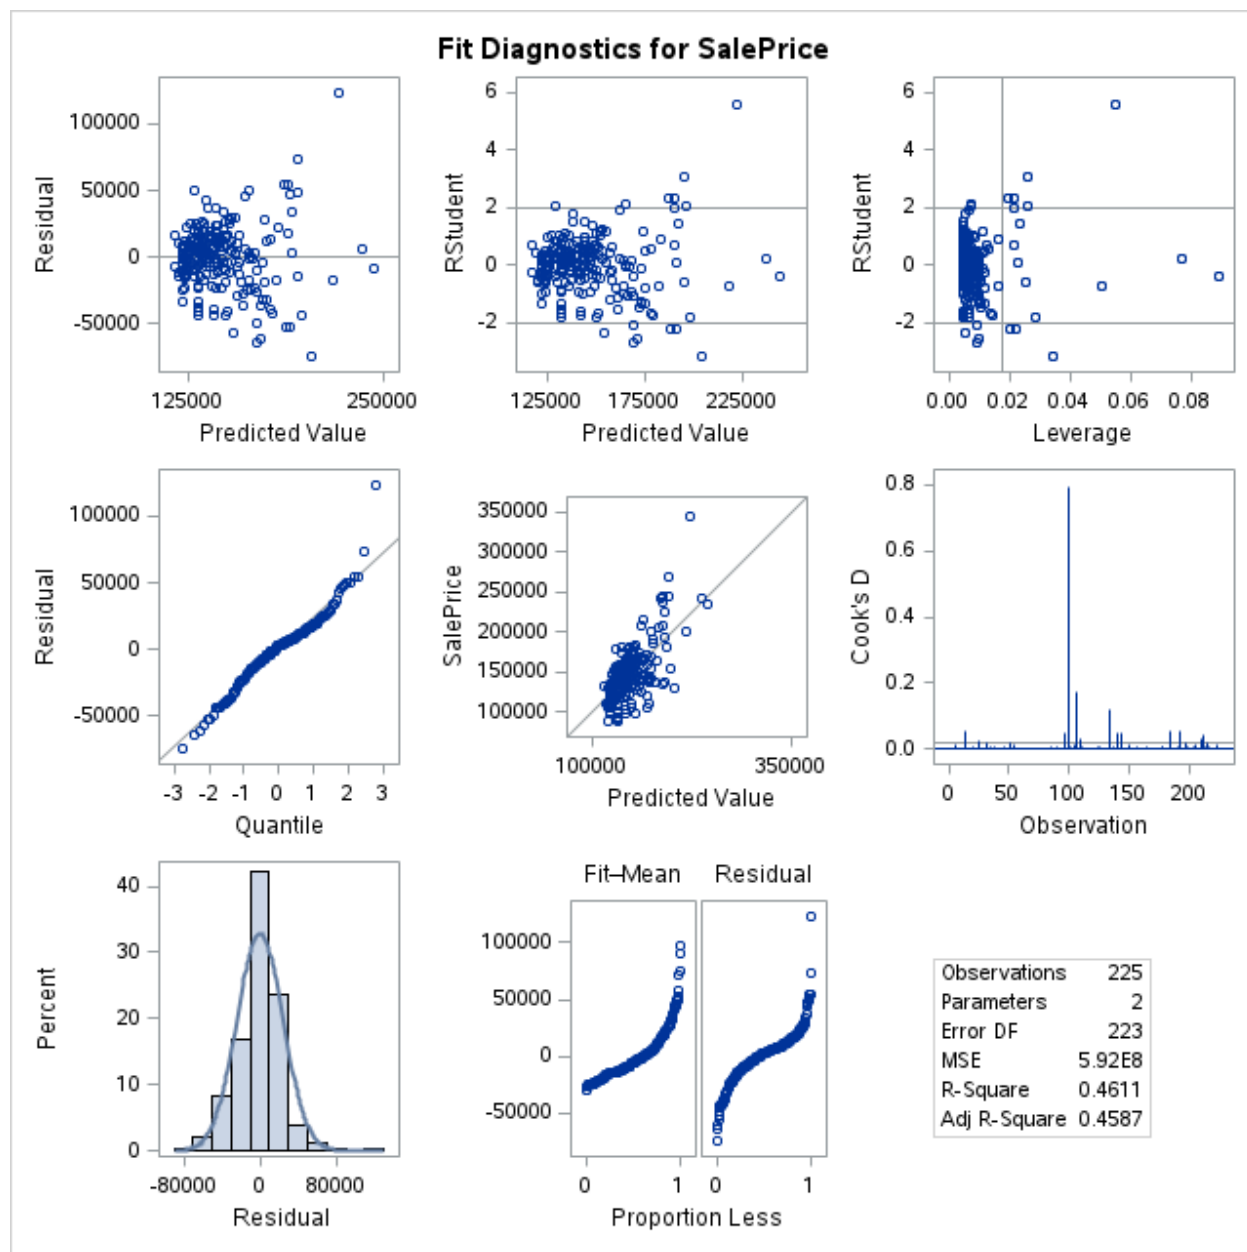 Fit Diagnostics for SalePrice
100000
50000
0
-50000
Residual
125000 250000
Predicted Value
6
4
2
0
-2
RStudent
125000 175000 225000
Predicted Value
6
4
2
0
-2
RStudent
0.00 0.02 0.04 0.06 0.08
Leverage
100000
50000
0
-50000
Residual
-3 -2 -1 0 1 2 3
Quantile
350000
300000
250000
200000
150000
100000
SalePrice
100000 350000
Predicted Value
0.8
0.6
0.4
0.2
0.0
Cook's D
0 50 100 150 200
Observation
40
30
20
10
0
Percent
-80000 0 80000
Residual
Fit–Mean Residual
100000
50000
0
-50000
0 1 0 1
Proportion Less
Observations 225
Parameters 2
Error DF 223
MSE 5.92E8
R-Square 0.4611
Adj R-Square 0.4587